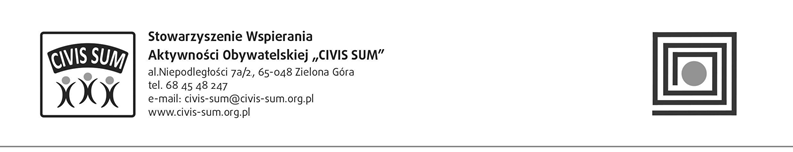 CIVIS SUM
Stowarzyszenie Wspierania
Aktywności Obywatelskiej „CIVIS SUM”
al.Niepodległości 7a/2, 65-048 Zielona Góra
tel. 68 45 48 247
e-mail: civis-sum@civis-sum.org.pl
www.civis-sum.org.pl